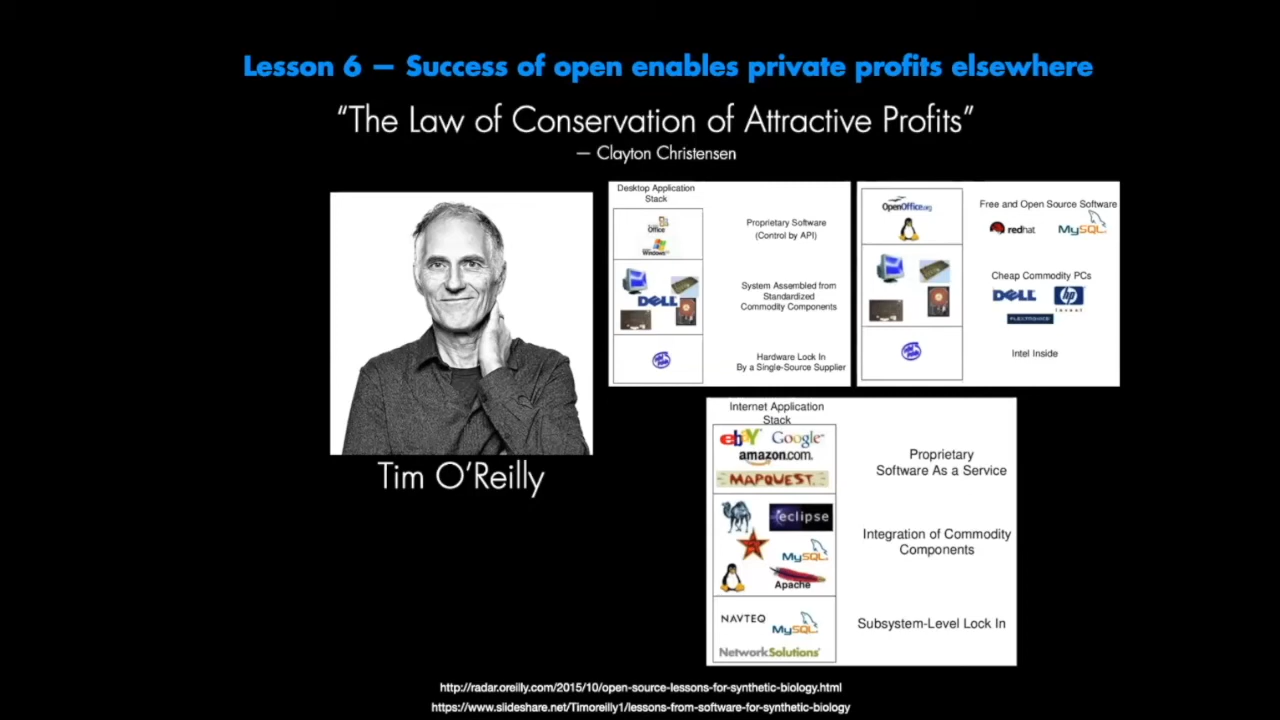 Lesson 6 — Success of open enables private profits elsewhere
“The Law of Conservation of Attractive Profits”
— Clayton Christensen
Tim O’Reilly
Desktop Application
Stack
Office
Windows
Proprietary Software
(Control by API)
DELL
System Assembled from
Standardized
Commodity Components
Hardware Lock In
By a Single-Source Supplier
OpenOffice.org
Free and Open Source Software
redhat
MySQL
Cheap Commodity PCs
DELL
hp
invent
FLECTRONICS
Intel Inside
Internet Application
Stack
ebY Google
amazon.com.
MAPQUEST.
Proprietary
Software As a Service
eclipse
MySQL
Apache
Integration of Commodity
Components
NAVTEQ
MySQL
NetworkSolutions
Subsystem-Level Lock In
http://radar.oreilly.com/2015/10/open-source-lessons-for-synthetic-biology.html
https://www.slideshare.net/Timoreilly1/lessons-from-software-for-synthetic-biology